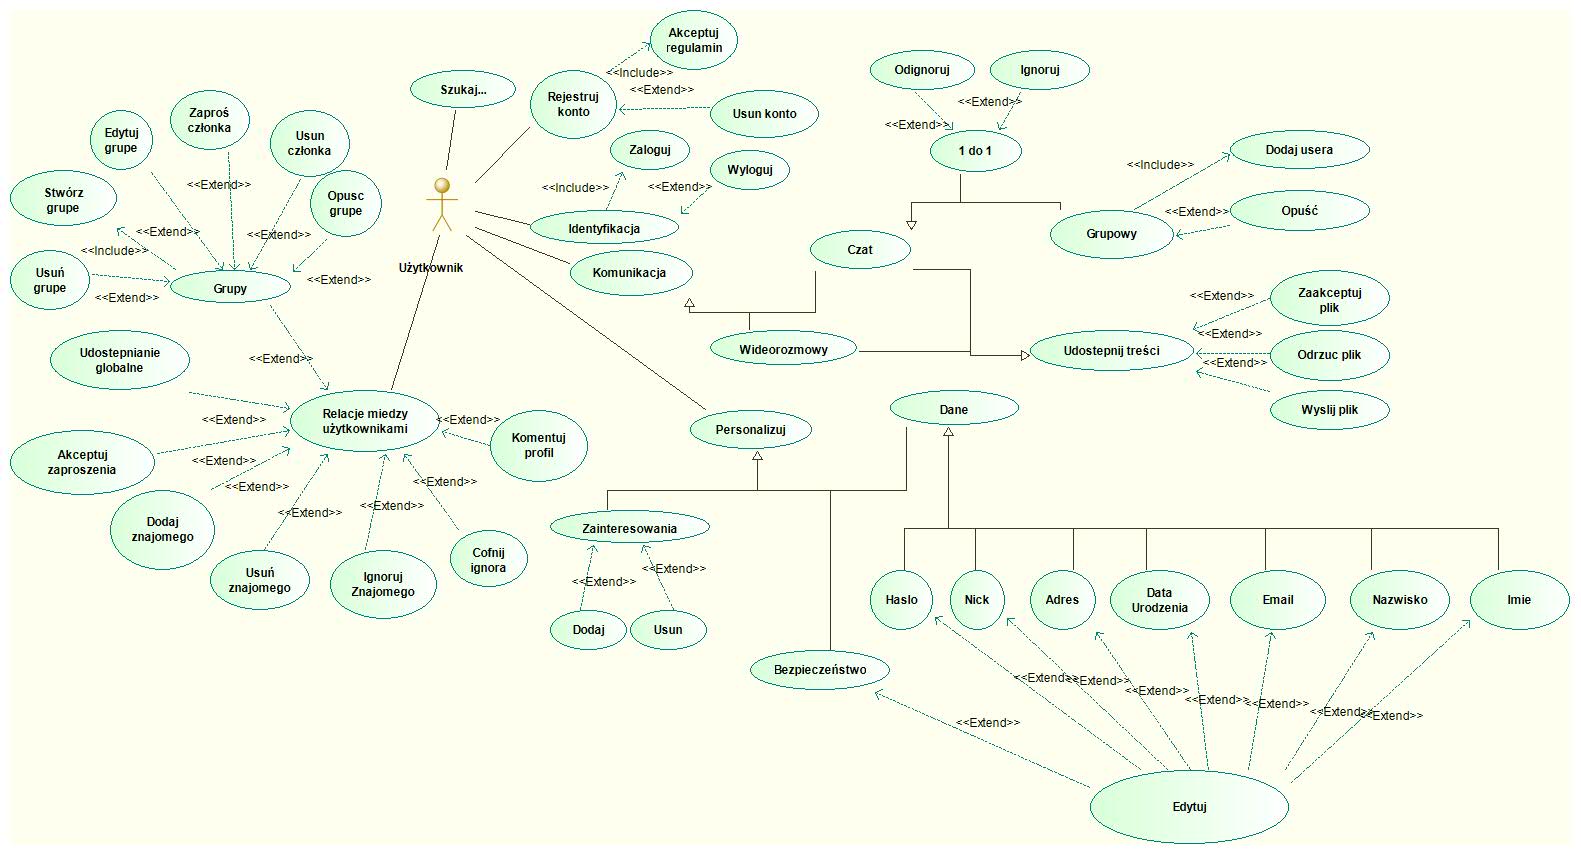 Akceptuj
regulamin
Szukaj...
Rejestruj
konto
<<Include>>
<<Extend>>
Usun konto
Odignoruj
Ignoruj
<<Extend>>
<<Extend>>
1 do 1
Zaproś
członka
Edytuj
grupe
Usun
członka
Stwórz
grupe
Opusc
grupe
<<Extend>>
<<Extend>>
<<Extend>>
<<Include>>
Usuń
grupe
<<Extend>>
<<Extend>>
Grupy
Zaloguj
Wyloguj
<<Include>>
<<Extend>>
Identyfikacja
Użytkownik
Komunikacja
Czat
<<Include>>
Dodaj usera
<<Extend>>
Opuść
Grupowy
Wideorozmowy
Udostepnij treści
<<Extend>>
Zaakceptuj
plik
<<Extend>>
Odrzuc plik
<<Extend>>
Wyslij plik
Udostepnianie
globalne
<<Extend>>
Relacje miedzy
użytkownikami
<<Extend>>
<<Extend>>
Komentuj
profil
Akceptuj
zaproszenia
<<Extend>>
<<Extend>>
Dodaj
znajomego
<<Extend>>
Usuń
znajomego
<<Extend>>
Ignoruj
Znajomego
<<Extend>>
Cofnij
ignora
Personalizuj
Dane
Zainteresowania
<<Extend>>
<<Extend>>
Dodaj
Usun
Bezpieczeństwo
Haslo
Nick
Adres
Data
Urodzenia
Email
Nazwisko
Imie
<<Extend>>
<<Extend>>
<<Extend>>
<<Extend>>
<<Extend>>
<<Extend>>
<<Extend>>
<<Extend>>
Edytuj